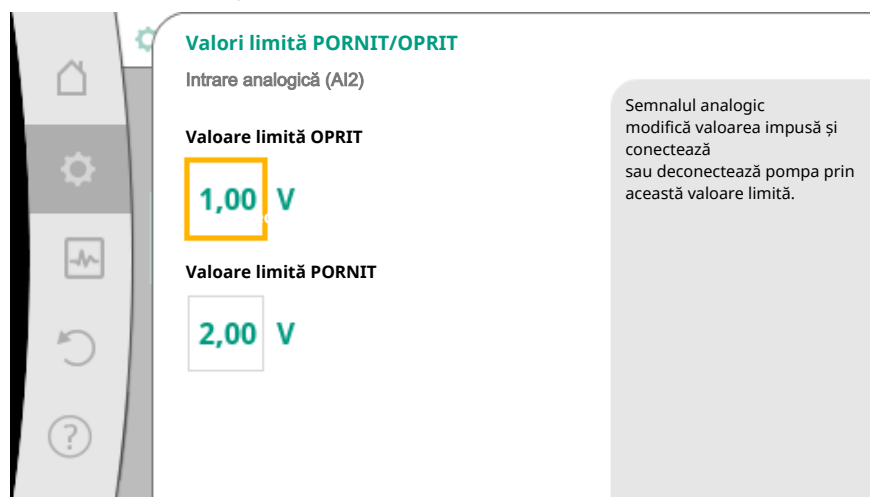 Valori limită PORNIT/OPRIT
Intrare analogică (AI2)
Valoare limită OPRIT
1,00 V
Valoare limită PORNIT
2,00 V
Semnalul analogic
modifică valoarea impusă și
conectează
sau deconectează pompa prin
această valoare limită.
?